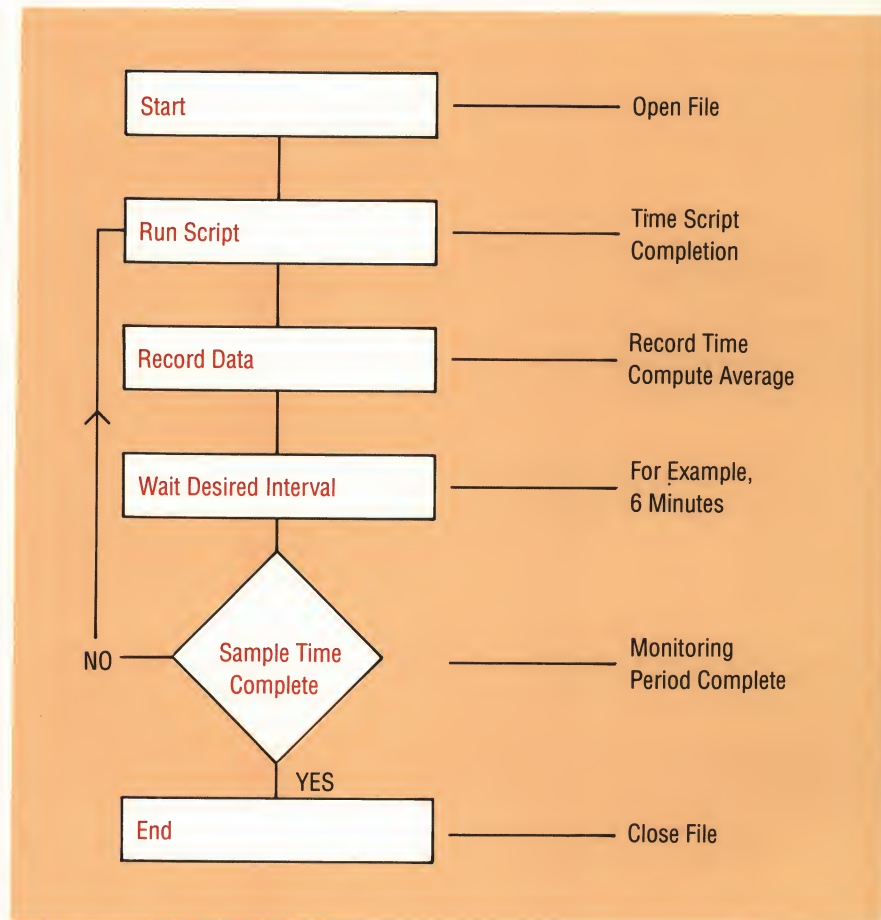 Start
Open File
Run Script
Time Script
Completion
Record Data
Record Time
Compute Average
Wait Desired Interval
For Example,
6 Minutes
Sample Time
Complete
NO
Monitoring
Period Complete
YES
End
Close File